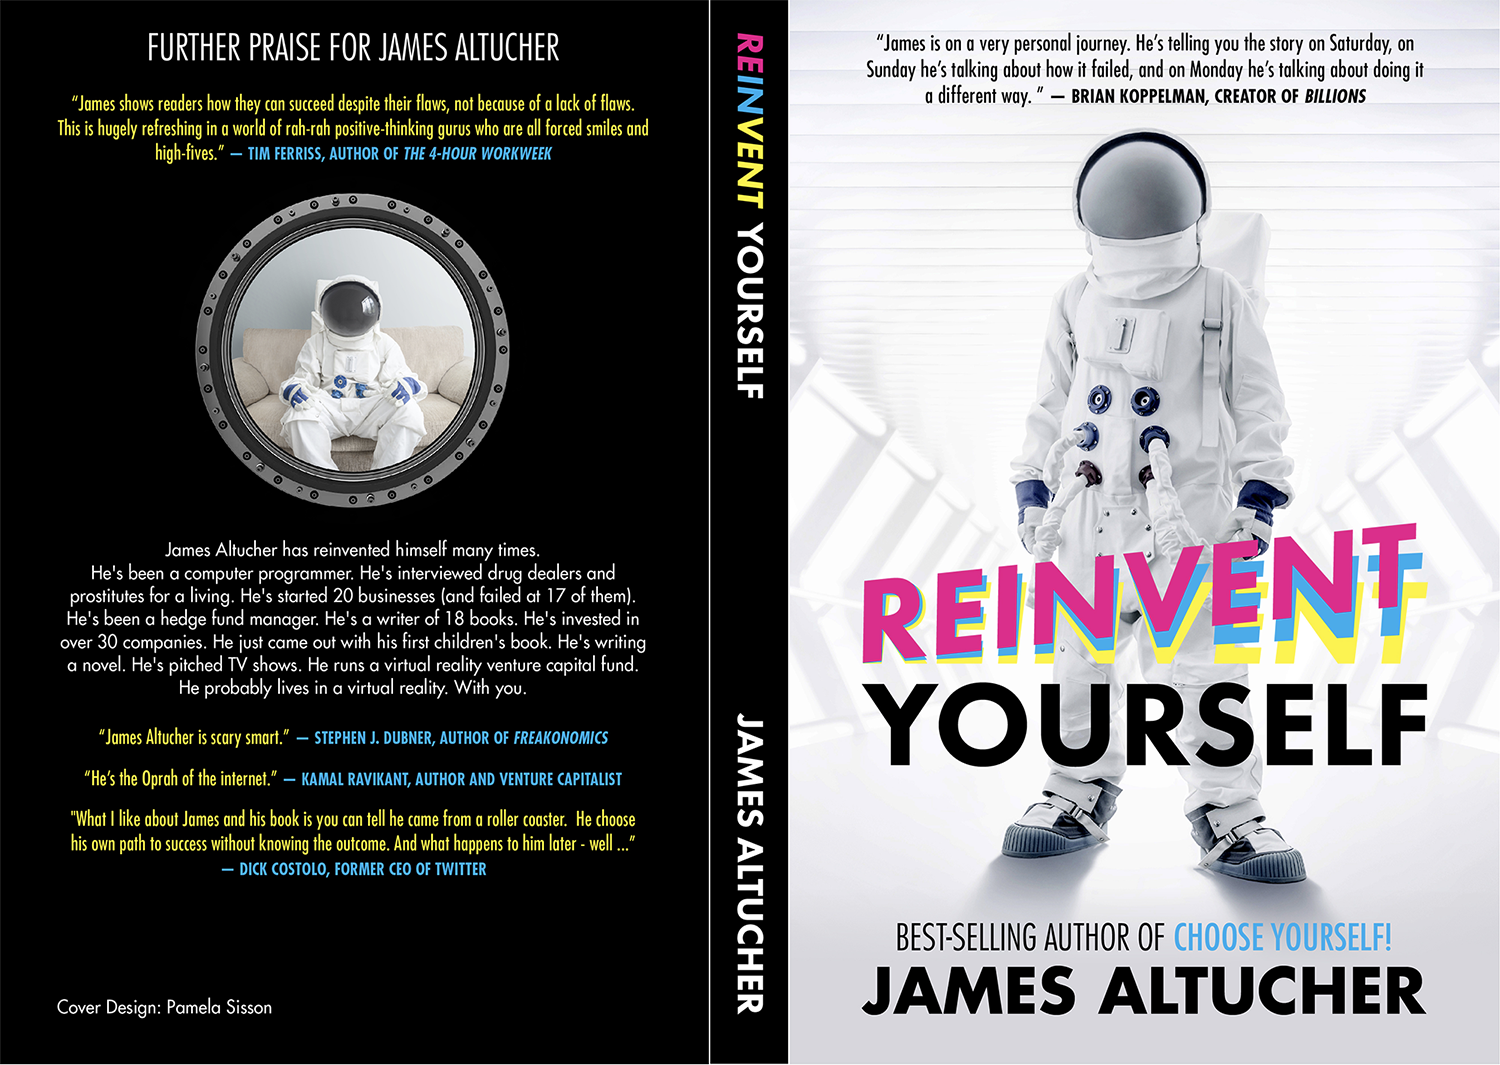 FURTHER PRAISE FOR JAMES ALTUCHER
“James shows readers how they can succeed despite their flaws, not because of a lack of flaws.
This is hugely refreshing in a world of rah-rah positive-thinking gurus who are all forced smiles and
high-fives.” — TIM FERRISS, AUTHOR OF THE 4-HOUR WORKWEEK
James Altucher has reinvented himself many times.
He's been a computer programmer. He's interviewed drug dealers and
prostitutes for a living. He's started 20 businesses (and failed at 17 of them).
He's been a hedge fund manager. He's a writer of 18 books. He's invested in
over 30 companies. He just came out with his first children's book. He's writing
a novel. He's pitched TV shows. He runs a virtual reality venture capital fund.
He probably lives in a virtual reality. With you.
“James Altucher is scary smart.” — STEPHEN J. DUBNER, AUTHOR OF FREAKONOMICS
“He’s the Oprah of the internet.” — KAMAL RAVIKANT, AUTHOR AND VENTURE CAPITALIST
"What I like about James and his book is you can tell he came from a roller coaster.  He choose
his own path to success without knowing the outcome. And what happens to him later - well ...”
— DICK COSTOLO, FORMER CEO OF TWITTER
Cover Design: Pamela Sisson
REINVENT YOURSELF
JAMES ALTUCHER
“James is on a very personal journey. He’s telling you the story on Saturday, on
Sunday he’s talking about how it failed, and on Monday he’s talking about doing it
a different way. ” — BRIAN KOPPELMAN, CREATOR OF BILLIONS
REINVENT
YOURSELF
BEST-SELLING AUTHOR OF CHOOSE YOURSELF!
JAMES ALTUCHER